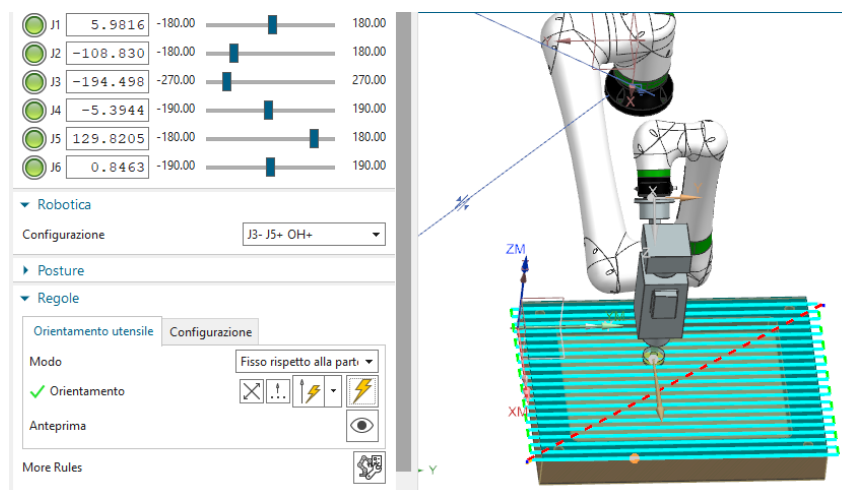 J1 5.9816 -180.00 180.00
J2 -108.830 -180.00 180.00
J3 -194.498 -270.00 270.00
J4 -5.3944 -190.00 190.00
J5 129.8205 -180.00 180.00
J6 0.8463 -190.00 190.00
Robotica
Configurazione J3- J5+ OH+
Posture
Regole
Orientamento utensile Configurazione
Modo Fisso rispetto alla parte
Orientamento
Anteprima
More Rules
X
X
ZM
YM
XM
Y